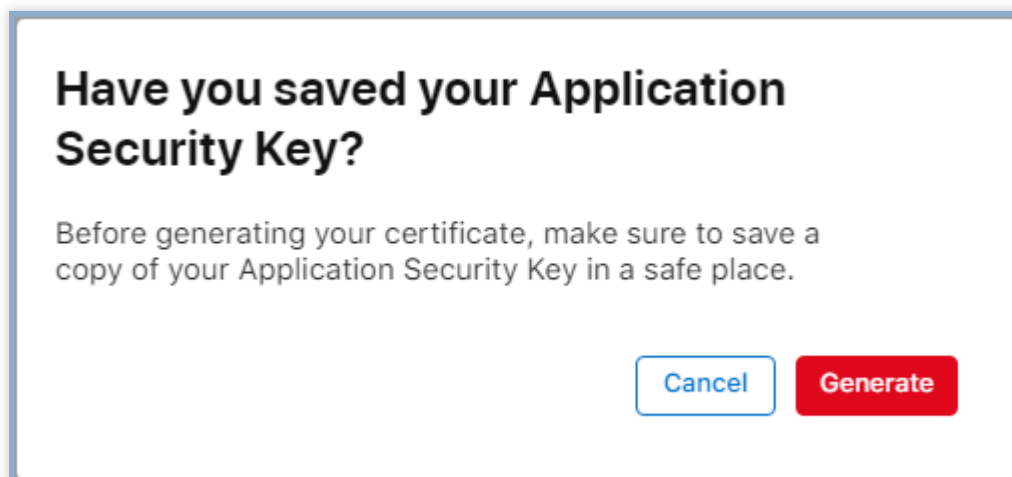 Have you saved your Application
Security Key?
Before generating your certificate, make sure to save a
copy of your Application Security Key in a safe place.
Cancel
Generate